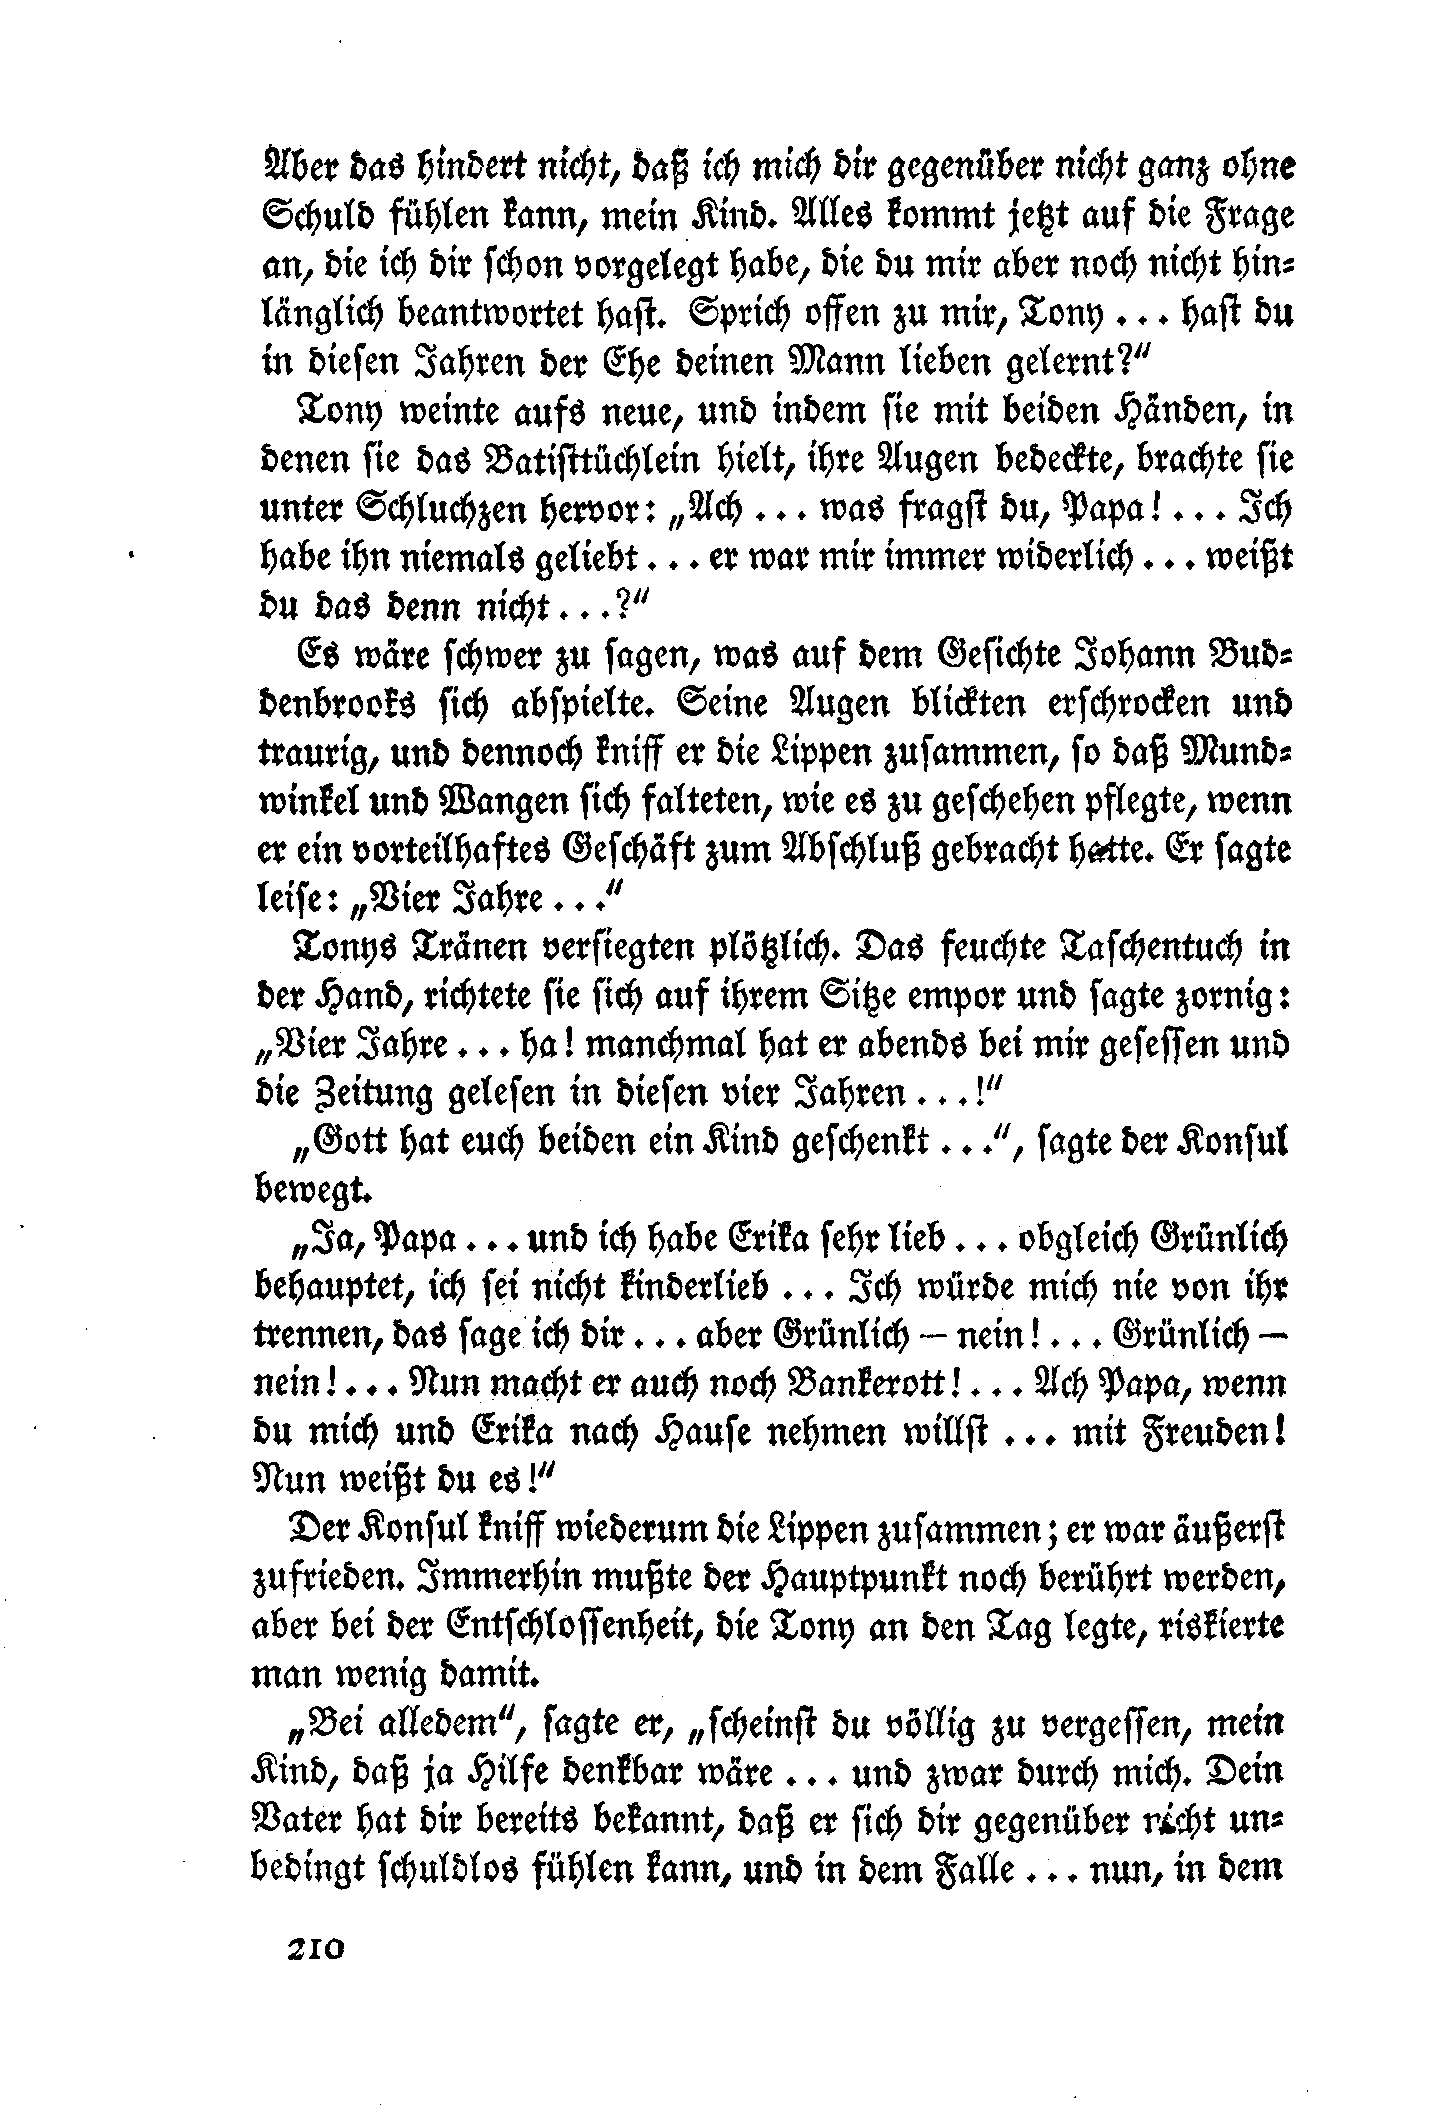 Aber das hindert nicht, daß ich mich dir gegenüber nicht ganz ohne
Schuld fühlen kann, mein Kind. Alles kommt jetzt auf die Frage
an, die ich dir schon vorgelegt habe, die du mir aber noch nicht hin-
länglich beantwortet hast. Sprich offen zu mir, Tony ... hast du
in diesen Jahren der Ehe deinen Mann lieben gelernt?“
Tony weinte aufs neue, und indem sie mit beiden Händen, in
denen sie das Batisttüchlein hielt, ihre Augen bedeckte, brachte sie
unter Schluchzen hervor: „Ach ... was fragst du, Papa! ... Ich
habe ihn niemals geliebt ... er war mir immer widerlich ... weißt
du das denn nicht ...?“
Es wäre schwer zu sagen, was auf dem Gesichte Johann Bud-
denbrooks sich abspielte. Seine Augen blickten erschrocken und
traurig, und dennoch kniff er die Lippen zusammen, so daß Mund-
winkel und Wangen sich falteten, wie es zu geschehen pflegte, wenn
er ein vorteilhaftes Geschäft zum Abschluß gebracht hatte. Er sagte
leise: „Vier Jahre ...“
Tonys Tränen versiegten plötzlich. Das feuchte Taschentuch in
der Hand, richtete sie sich auf ihrem Sitze empor und sagte zornig:
„Vier Jahre ... ha! manchmal hat er abends bei mir gesessen und
die Zeitung gelesen in diesen vier Jahren ...!“
„Gott hat euch beiden ein Kind geschenkt ...“, sagte der Konsul
bewegt.
„Ja, Papa ... und ich habe Erika sehr lieb ... obgleich Grünlich
behauptet, ich sei nicht kinderlieb ... Ich würde mich nie von ihr
trennen, das sage ich dir ... aber Grünlich – nein! ... Grünlich –
nein! ... Nun macht er auch noch Bankerott! ... Ach Papa, wenn
du mich und Erika nach Hause nehmen willst ... mit Freuden!
Nun weißt du es!“
Der Konsul kniff wiederum die Lippen zusammen; er war äußerst
zufrieden. Immerhin mußte der Hauptpunkt noch berührt werden,
aber bei der Entschlossenheit, die Tony an den Tag legte, riskierte
man wenig damit.
„Bei alledem“, sagte er, „scheinst du völlig zu vergessen, mein
Kind, daß ja Hilfe denkbar wäre ... und zwar durch mich. Dein
Vater hat dir bereits bekannt, daß er sich dir gegenüber nicht un-
bedingt schuldlos fühlen kann, und in dem Falle ... nun, in dem
210